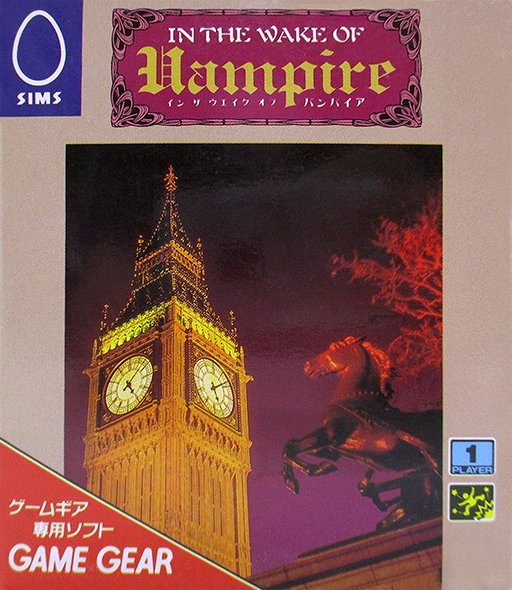 SIMS
IN THE WAKE OF
Vampire
イン ザ ウエイク オブ バンパイア
1
PLAYER
ゲームギア
専用ソフト
GAME GEAR